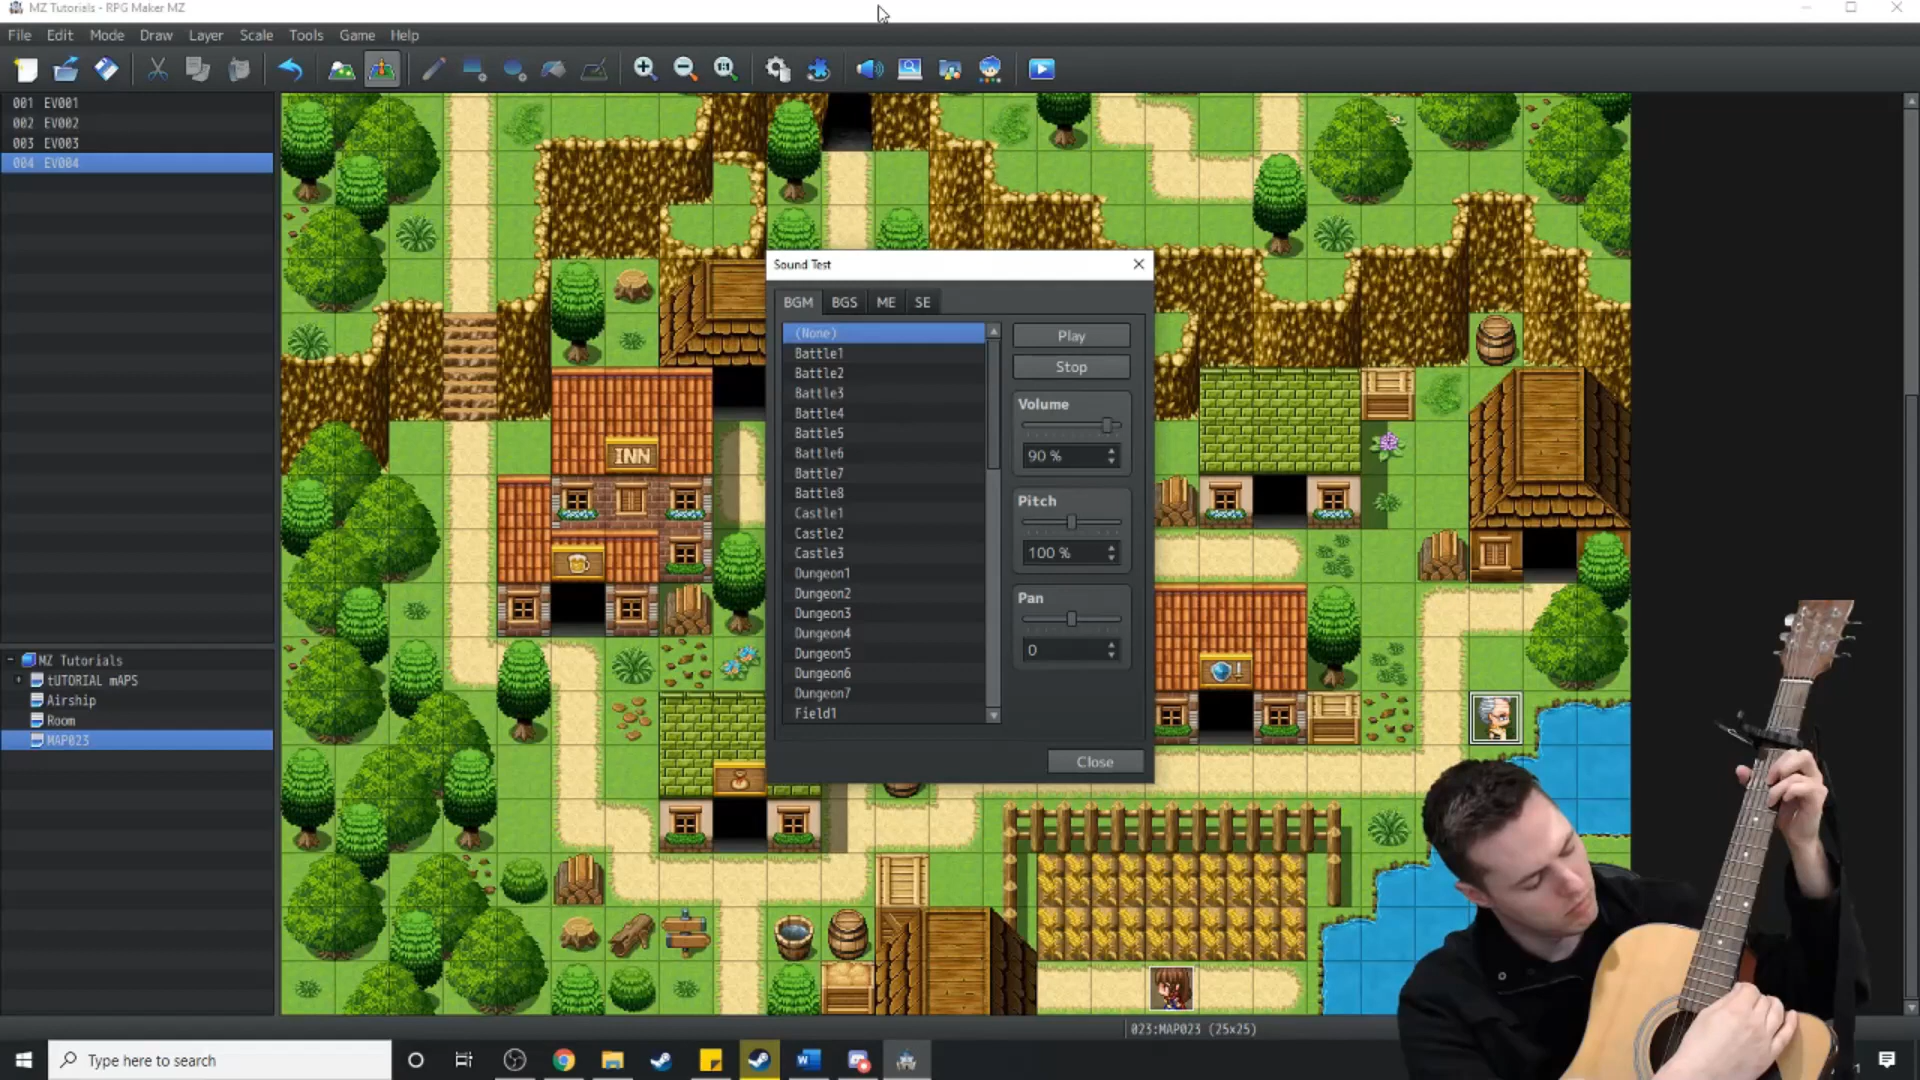 MZ Tutorials - RPG Maker MZ
File Edit Mode Draw Layer Scale Tools Game Help
001 EV001
002 EV002
003 EV003
004 EV004
MZ Tutorials
tUTORIAL mAPS
Airship
Room
MAP023
INN
Sound Test
BGM BGS ME SE
(None)
Battle1
Battle2
Battle3
Battle4
Battle5
Battle6
Battle7
Battle8
Castle1
Castle2
Castle3
Dungeon1
Dungeon2
Dungeon3
Dungeon4
Dungeon5
Dungeon6
Dungeon7
Field1
Play
Stop
Volume
90 %
Pitch
100 %
Pan
0
Close
023:MAP023 (25x25)
Type here to search